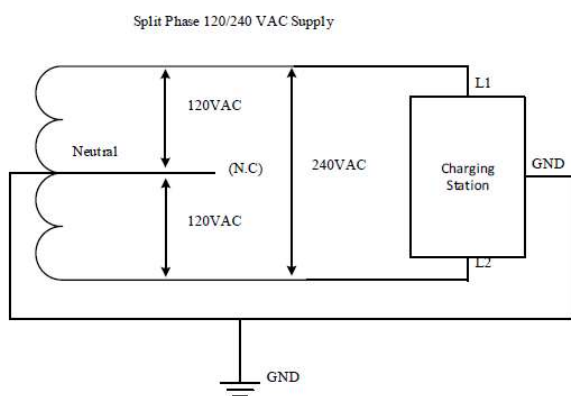 Split Phase 120/240 VAC Supply
L1
120VAC
Neutral
(N.C)
240VAC
Charging
Station
GND
120VAC
L2
GND